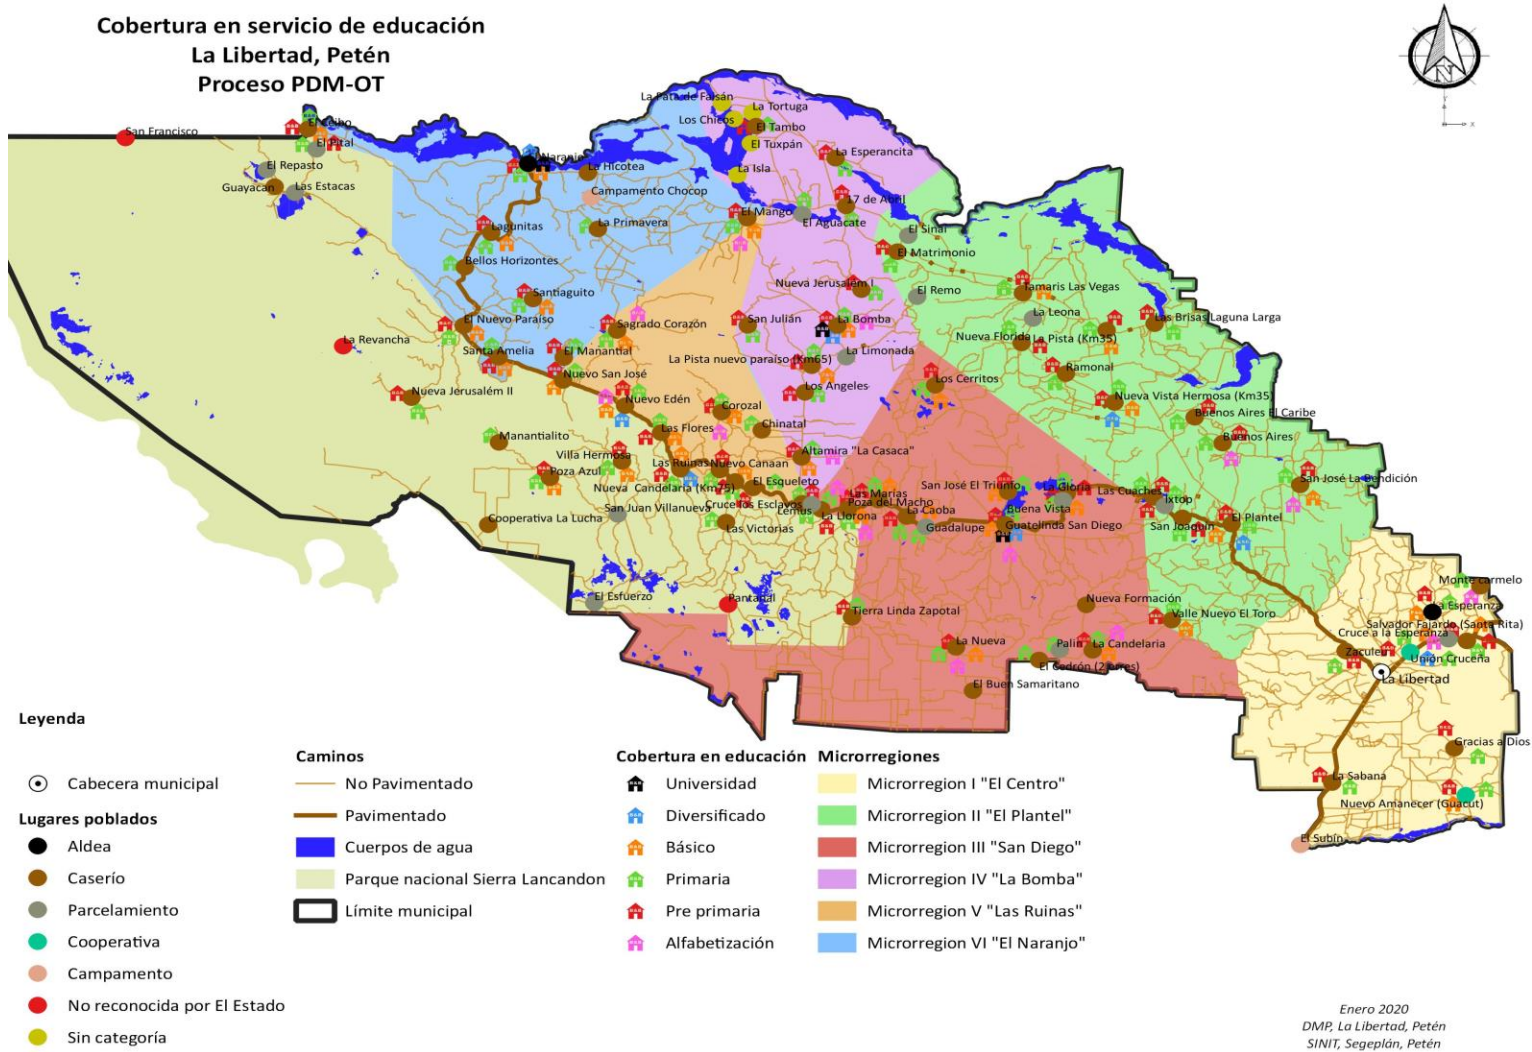 Cobertura en servicio de educación
La Libertad, Petén
Proceso PDM-OT
N
Y
X
La Pata de Faisán
La Tortuga
Los Chicos
El Tambo
El Tuxpán
San Francisco
El Ceibo
El Pital
La Esperancita
El Repasto
Naranjo
La Hicotea
La Isla
Guayacan
Las Estacas
Campamento Chocop
17 de Abril
El Mango
El Aguacate
Lagunitas
La Primavera
El Sinai
El Matrimonio
Bellos Horizontes
Nueva Jerusalém I
Santiaguito
El Remo
Tamaris Las Vegas
La Leona
El Nuevo Paraíso
Sagrado Corazón
San Julián
La Bomba
Las Brisas/Laguna Larga
La Revancha
Nueva Florida
La Pista (Km35)
Santa Amelia
El Manantial
La Pista nuevo paraíso (Km65)
La Limonada
Nuevo San José
Ramonal
Nueva Jerusalém II
Los Angeles
Los Cerritos
Nuevo Edén
Nueva Vista Hermosa (Km35)
Corozal
Buenos Aires El Caribe
Manantialito
Las Flores
Chinatal
Buenos Aires
Villa Hermosa
Altamira "La Casaca"
Poza Azul
Las Ruinas
Nuevo Canaan
San José La Bendición
Nueva Candelaria (Km75)
El Esqueleto
San José El Triunfo
La Gloria
Las Cuaches
Las Marías
Ixtop
San Juan Villanueva
Cruce los Esclavos
Lemus
Poza del Macho
Buena Vista
Cooperativa La Lucha
Las Victorias
La Llorona
La Caoba
Guadalupe
Guatelinda San Diego
San Joaquín
El Plantel
El Esfuerzo
Pantanal
Tierra Linda Zapotal
Nueva Formación
Valle Nuevo El Toro
Monte carmelo
La Esperanza
Salvador Fajardo (Santa Rita)
Cruce a la Esperanza
La Nueva
Palin
La Candelaria
Zacufes
Unión Cruceña
El Cedrón (2 Torres)
La Libertad
El Buen Samaritano
Gracias a Dios
La Sabana
Nuevo Amanecer (Guacut)
El Subín
Leyenda
Cabecera municipal
Lugares poblados
Aldea
Caserío
Parcelamiento
Cooperativa
Campamento
No reconocida por El Estado
Sin categoría
Caminos
No Pavimentado
Pavimentado
Cuerpos de agua
Parque nacional Sierra Lancandon
Límite municipal
Cobertura en educación
Universidad
Diversificado
Básico
Primaria
Pre primaria
Alfabetización
Microrregiones
Microrregion I "El Centro"
Microrregion II "El Plantel"
Microrregion III "San Diego"
Microrregion IV "La Bomba"
Microrregion V "Las Ruinas"
Microrregion VI "El Naranjo"
Enero 2020
DMP, La Libertad, Petén
SINIT, Segeplán, Petén